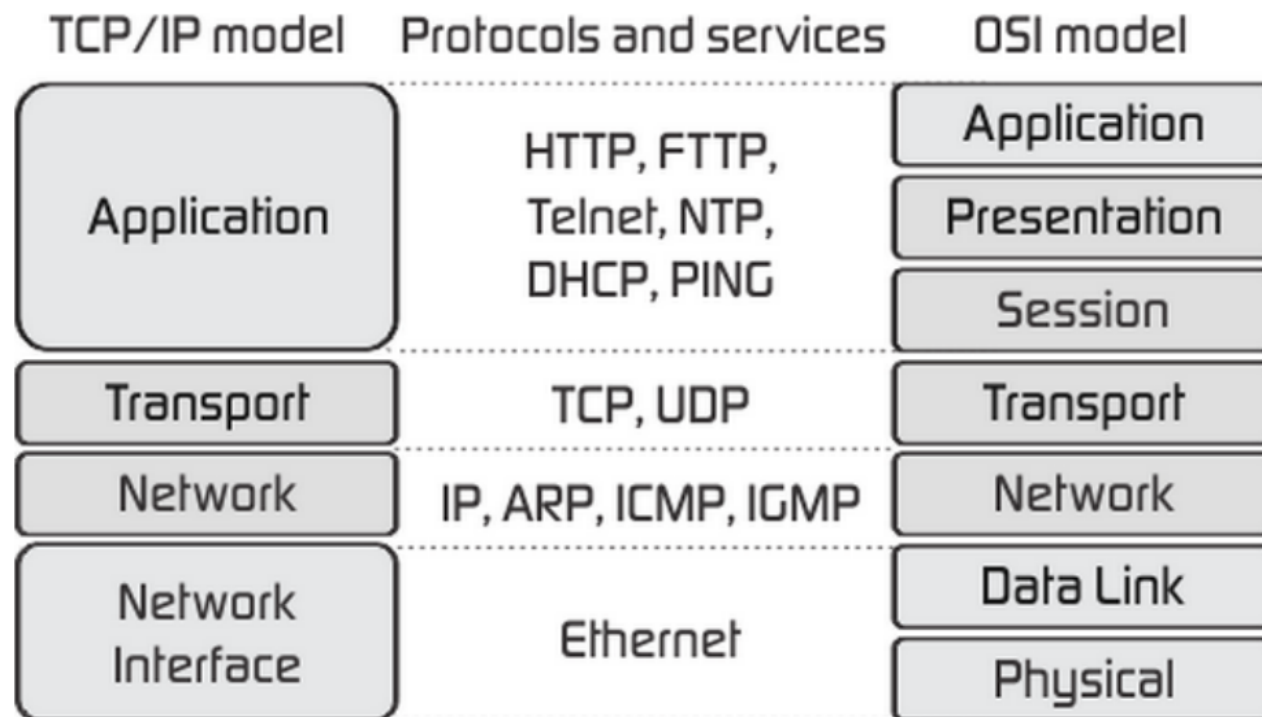 TCP/IP model Protocols and services OSI model
Application
HTTP, FTTP,
Telnet, NTP,
DHCP, PING
Application
Presentation
Session
Transport
TCP, UDP
Transport
Network
IP, ARP, ICMP, IGMP
Network
Network
Interface
Ethernet
Data Link
Physical